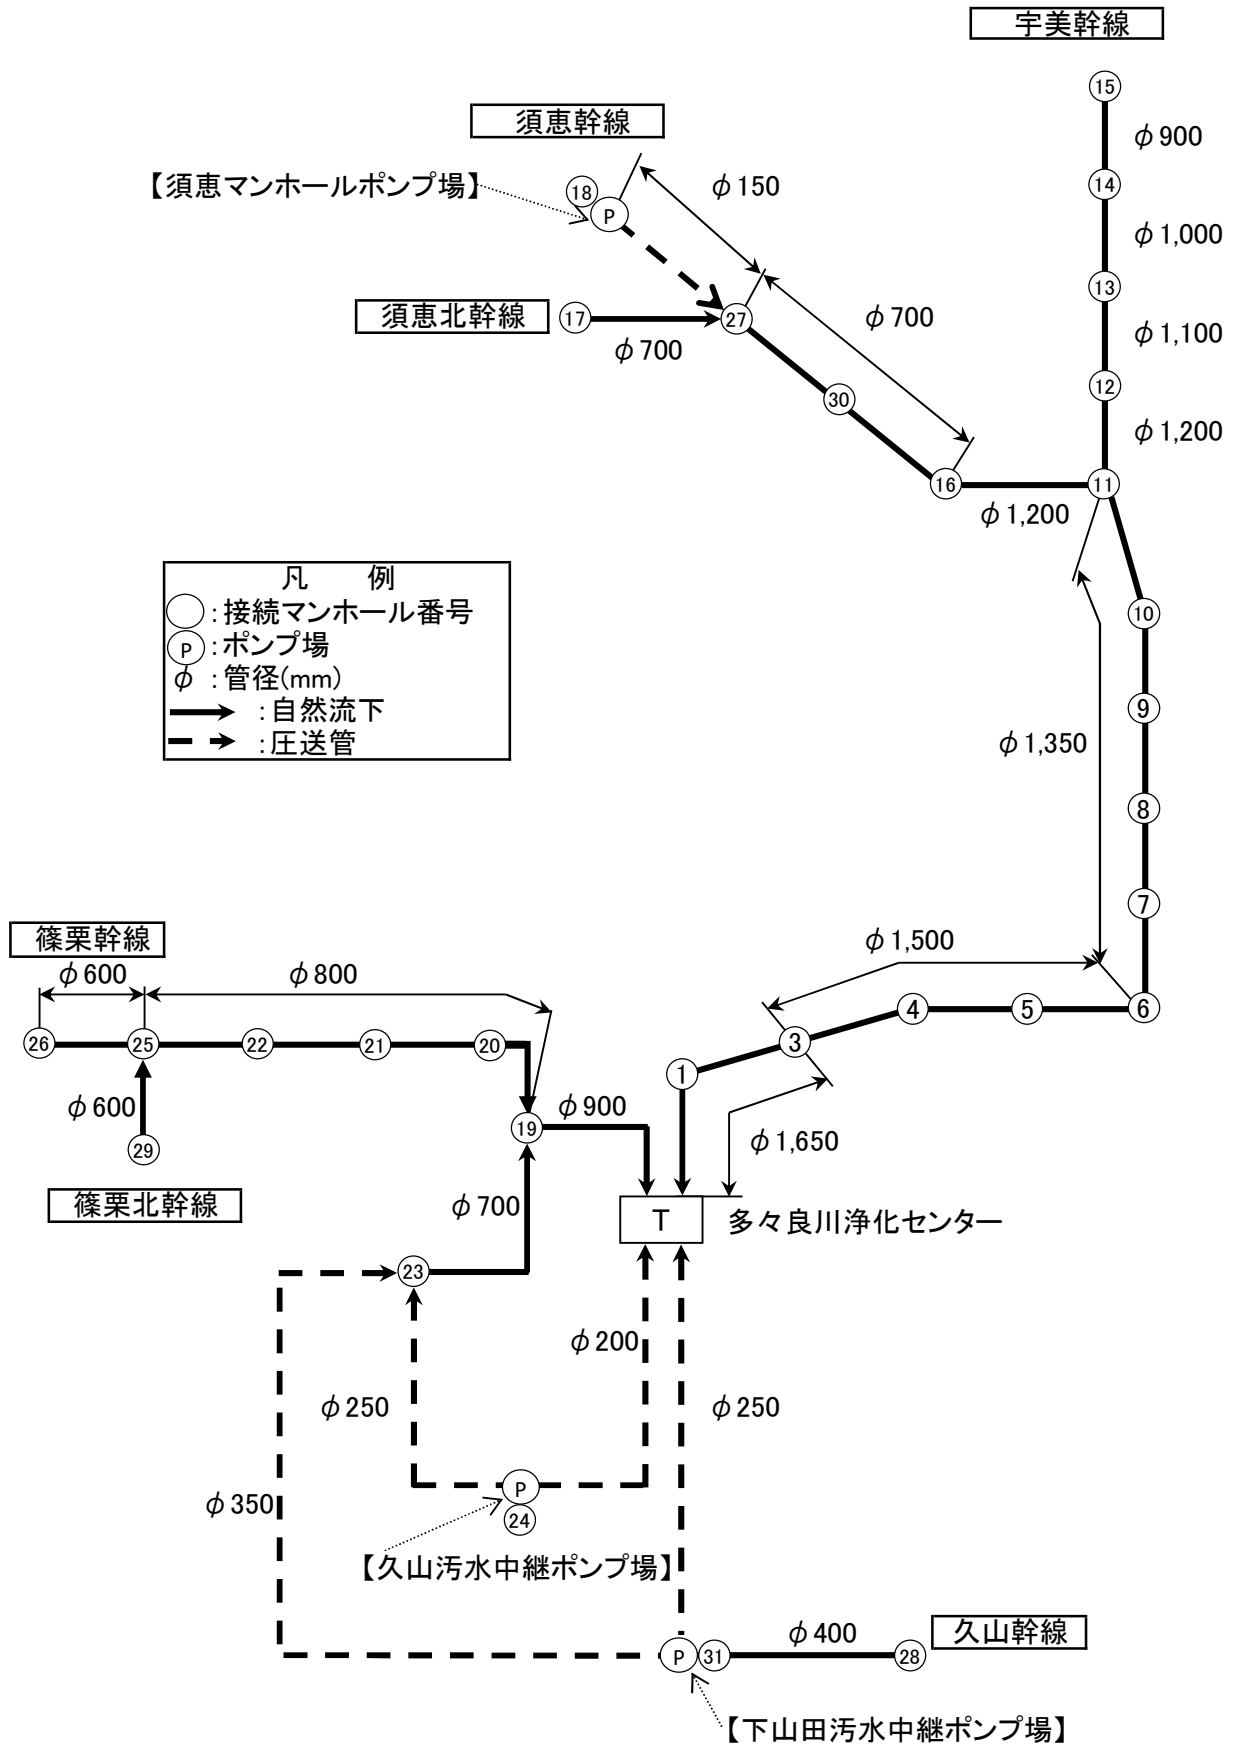 宇美幹線
⑮
須恵幹線
φ900
【須恵マンホールポンプ場】
⑱
P
φ150
⑭
φ1,000
⑬
須恵北幹線
⑰
㉗
φ700
φ700
φ1,100
⑫
㉚
φ1,200
⑯
⑪
φ1,200
凡 例
:接続マンホール番号
P:ポンプ場
φ:管径(mm)
:自然流下
:圧送管
⑩
⑨
φ1,350
⑧
⑦
篠栗幹線
φ1,500
φ600
φ800
⑥
⑤
④
③
㉖
㉕
㉒
㉑
⑳
①
φ600
φ900
⑲
㉙
φ1,650
篠栗北幹線
φ700
T
多々良川浄化センター
㉓
φ200
φ250
φ250
P
φ350
㉔
【久山汚水中継ポンプ場】
久山幹線
φ400
P
㉛
㉘
【下山田汚水中継ポンプ場】